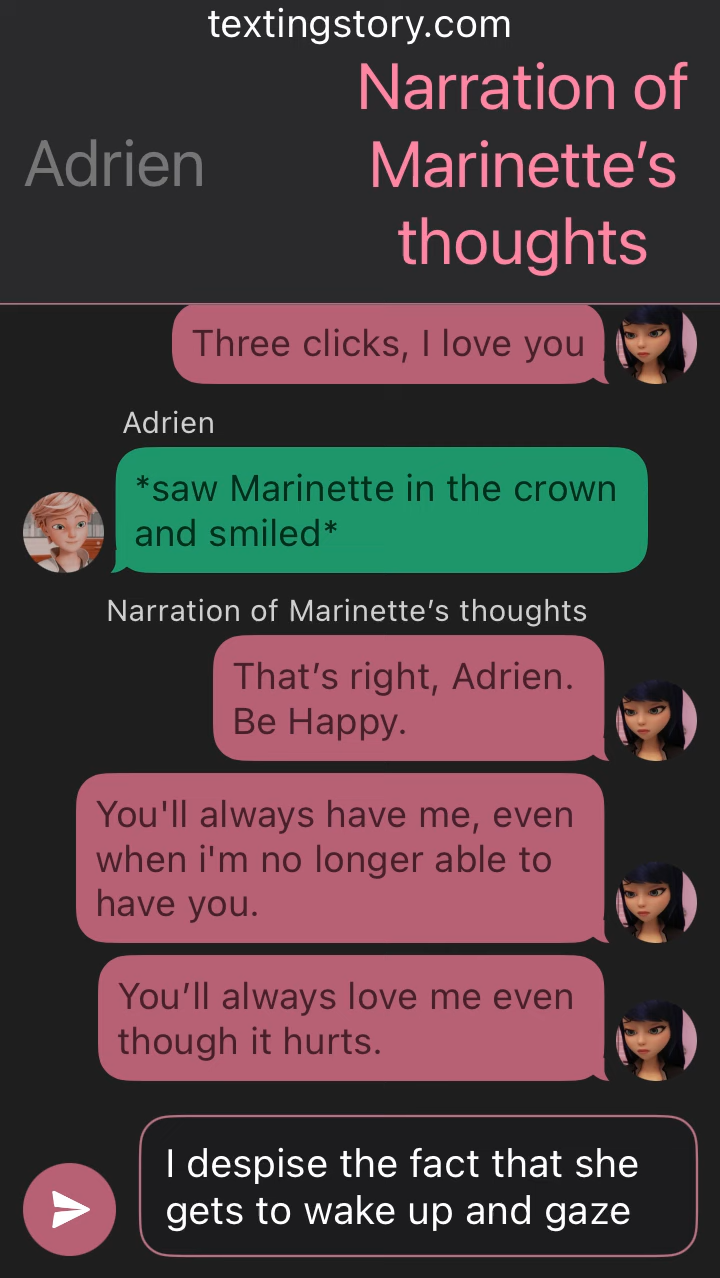 textingstory.com
Adrien
Narration of
Marinette’s
thoughts
Three clicks, I love you
Adrien
*saw Marinette in the crown
and smiled*
Narration of Marinette’s thoughts
That’s right, Adrien.
Be Happy.
You'll always have me, even
when i'm no longer able to
have you.
You’ll always love me even
though it hurts.
I despise the fact that she
gets to wake up and gaze